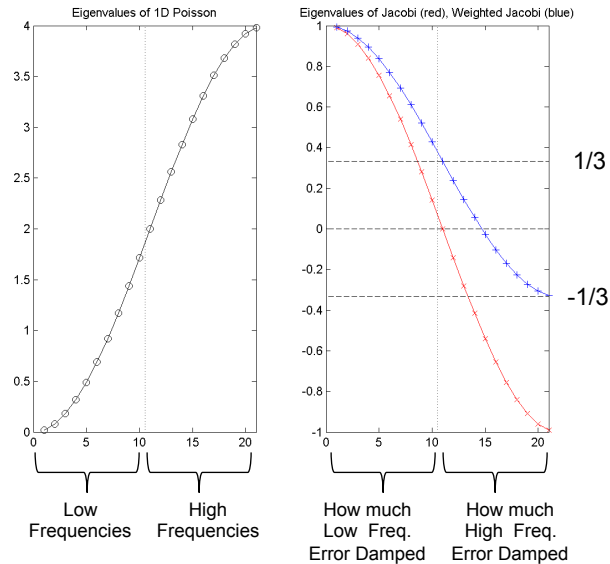 Eigenvalues of 1D Poisson
4
3.5
3
2.5
2
1.5
1
0.5
0
0 5 10 15 20
Low
Frequencies
High
Frequencies
Eigenvalues of Jacobi (red), Weighted Jacobi (blue)
1
0.8
0.6
0.4
0.2
0
-0.2
-0.4
-0.6
-0.8
-1
0 5 10 15 20
1/3
-1/3
How much
Low Freq.
Error Damped
How much
High Freq.
Error Damped